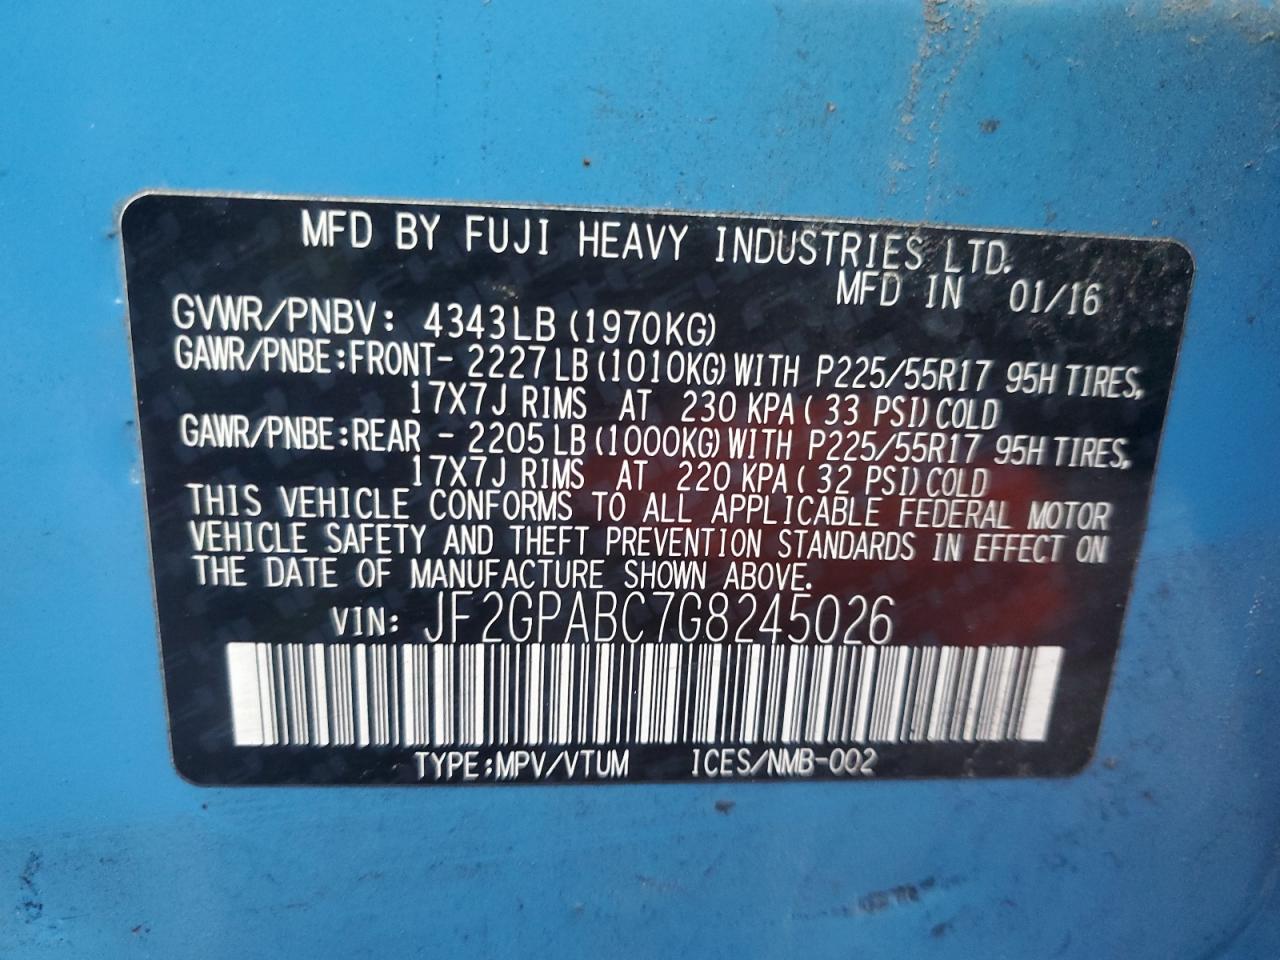 MFD BY FUJI HEAVY INDUSTRIES LTD.
MFD IN 01/16
GVWR/PNBV: 4343LB (1970KG)
GAWR/PNBE:FRONT- 2227LB (1010KG) WITH P225/55R17 95H TIRES,
17X7J RIMS AT 230 KPA ( 33 PSI) COLD
GAWR/PNBE:REAR - 2205LB (1000KG) WITH P225/55R17 95H TIRES,
17X7J RIMS AT 220 KPA ( 32 PSI) COLD
THIS VEHICLE CONFORMS TO ALL APPLICABLE FEDERAL MOTOR
VEHICLE SAFETY AND THEFT PREVENTION STANDARDS IN EFFECT ON
THE DATE OF MANUFACTURE SHOWN ABOVE.
VIN: JF2GPABC7G8245026
TYPE:MPV/VTUM ICES/NMB-002